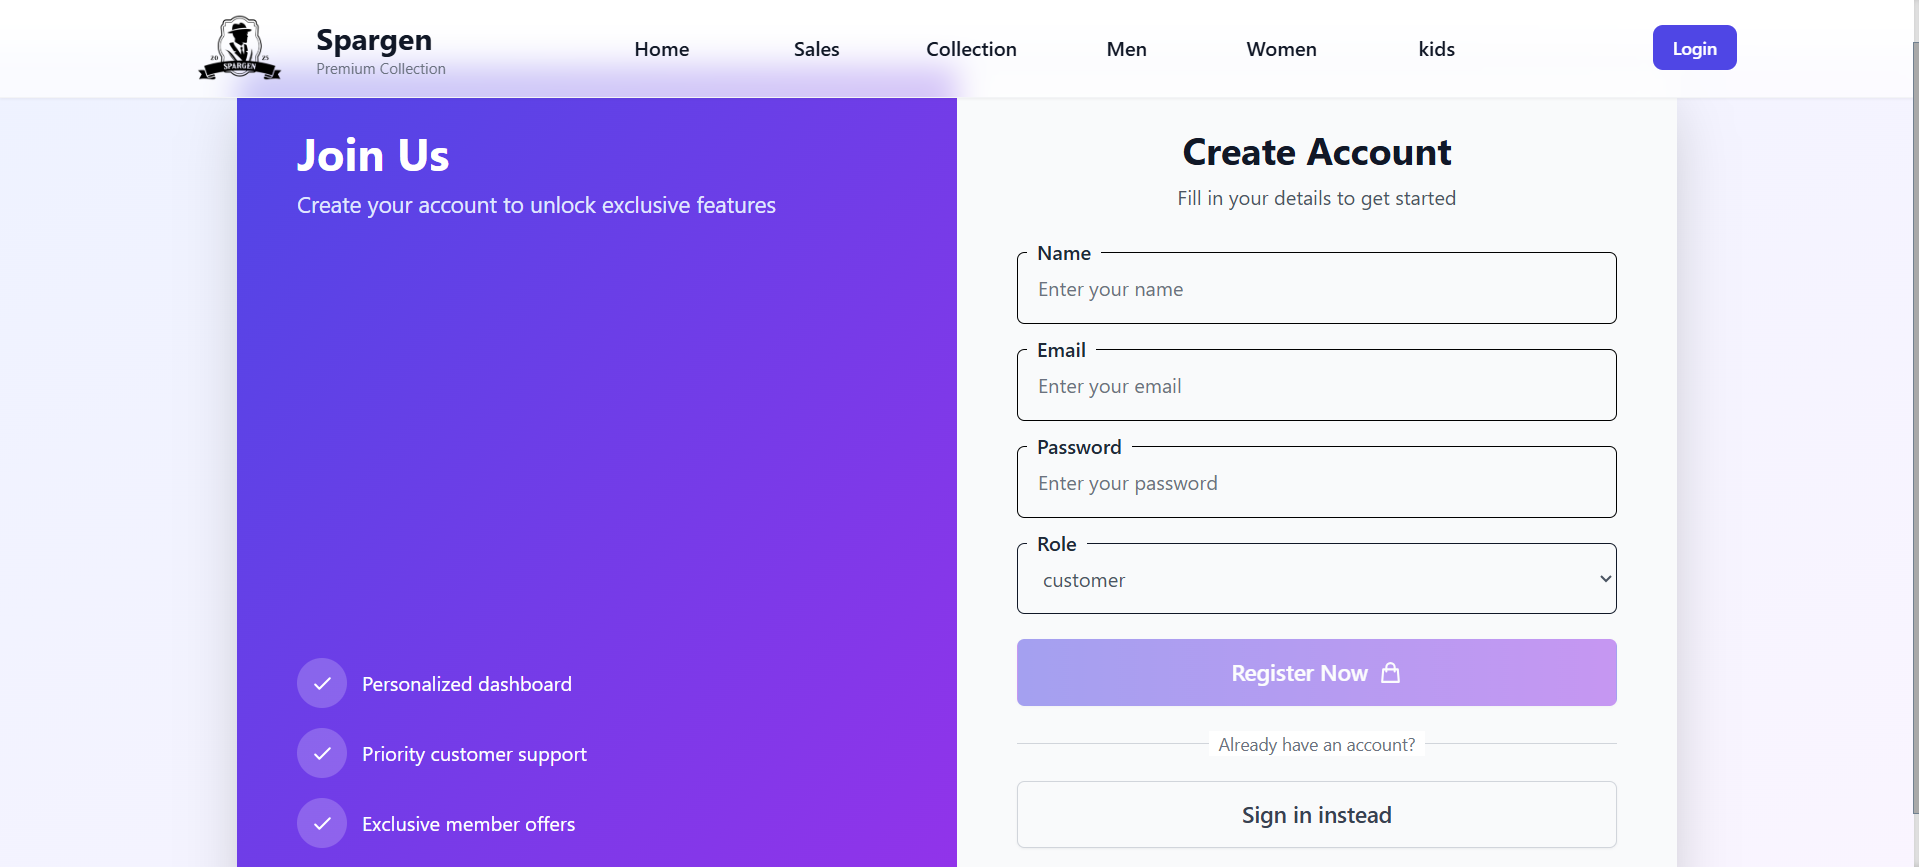 20 25
SPARGEN
Spargen
Premium Collection
Home
Sales
Collection
Men
Women
kids
Login
Join Us
Create your account to unlock exclusive features
Personalized dashboard
Priority customer support
Exclusive member offers
Create Account
Fill in your details to get started
Name
Enter your name
Email
Enter your email
Password
Enter your password
Role
customer
Register Now
Already have an account?
Sign in instead